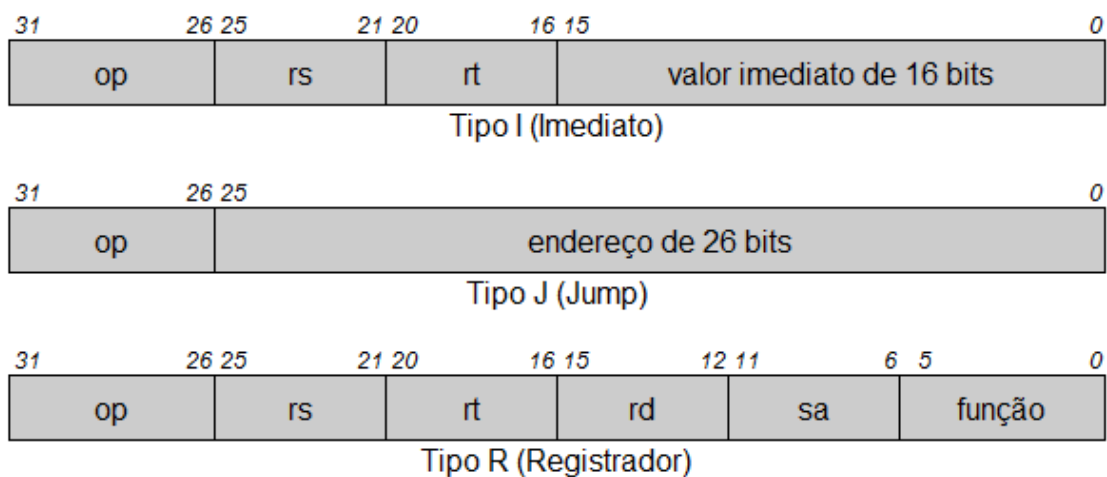 31 26 25 21 20 16 15 0
op rs rt valor imediato de 16 bits
Tipo I (Imediato)
31 26 25 0
op endereço de 26 bits
Tipo J (Jump)
31 26 25 21 20 16 15 12 11 6 5 0
op rs rt rd sa função
Tipo R (Registrador)